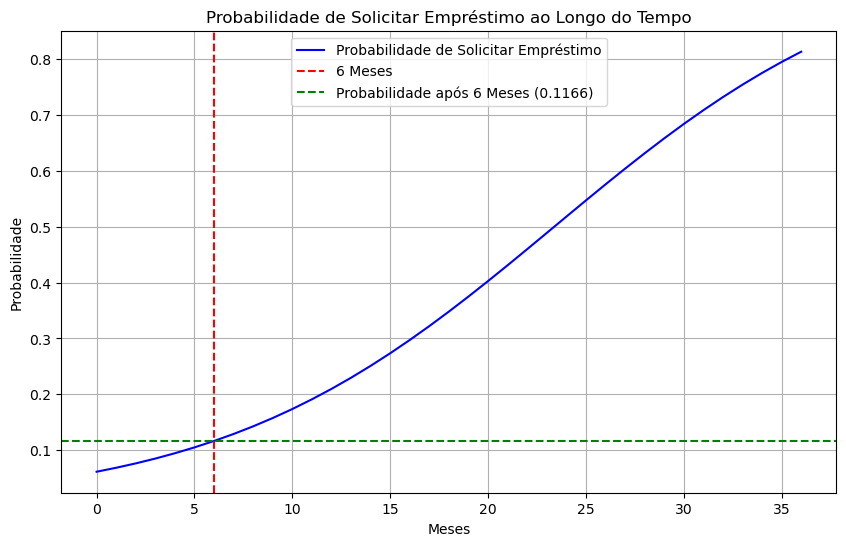 Probabilidade de Solicitar Empréstimo ao Longo do Tempo
Probabilidade de Solicitar Empréstimo
6 Meses
Probabilidade após 6 Meses (0.1166)
Probabilidade
0.8
0.7
0.6
0.5
0.4
0.3
0.2
0.1
0 5 10 15 20 25 30 35
Meses